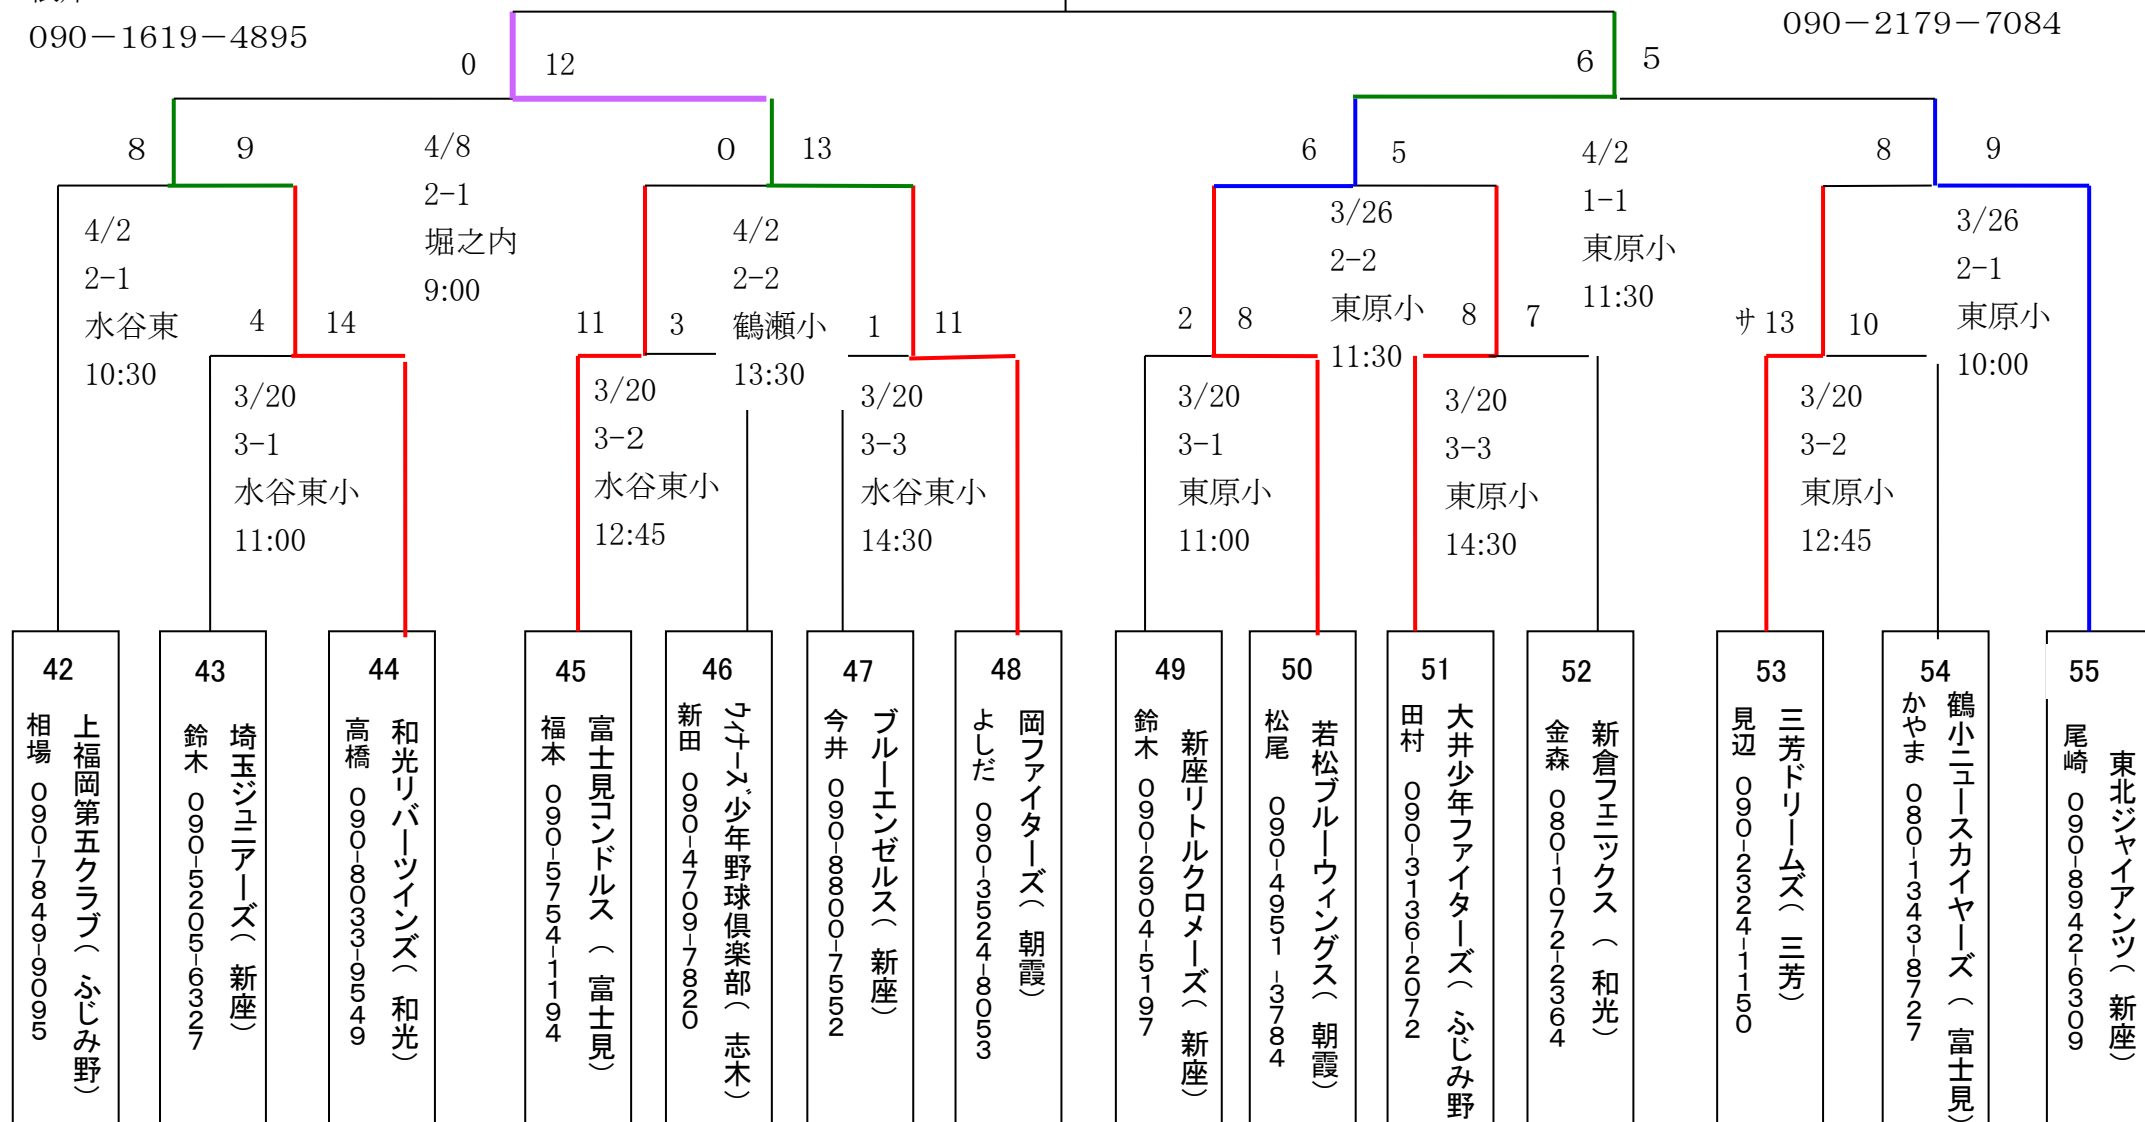 090－1619－4895
090－2179－7084
0 12
6 5
8 9
0 13
6 5
8 9
4/8
2-1
堀之内
9:00
4/2
1-1
東原小
11:30
4/2
2-1
水谷東
10:30
4/2
2-2
鶴瀬小
13:30
3/26
2-2
東原小
11:30
3/26
2-1
東原小
10:00
4 14
11 3
1 11
2 8
8 7
サ 13 10
3/20
3-1
水谷東小
11:00
3/20
3-2
水谷東小
12:45
3/20
3-3
水谷東小
14:30
3/20
3-1
東原小
11:00
3/20
3-3
東原小
14:30
3/20
3-2
東原小
12:45
42
上福岡第五クラブ（ ふじみ野）
相場 090-7849-9095
43
埼玉ジュニアーズ（ 新座）
鈴木 090-5205-6327
44
和光リバーツインズ（ 和光）
高橋 090-8033-9549
45
富士見コンドルス （ 富士見）
福本 090-5754-1194
46
ウィナーズ少年野球倶楽部（ 志木）
新田 090-4709-7820
47
ブルーエンゼルス（ 新座）
今井 090-8800-7552
48
岡ファイターズ（ 朝霞）
よしだ 090-3524-8053
49
新座リトルクロメーズ（ 新座）
鈴木 090-2904-5197
50
若松ブルーウィングス（ 朝霞）
松尾 090-4951 -3784
51
大井少年ファイターズ（ ふじみ野
田村 090-3136-2072
52
新倉フェニックス （ 和光）
金森 080-1072-2364
53
三芳ドリームズ（ 三芳）
見辺 090-2324-1150
54
鶴小ニュースカイヤーズ （ 富士見）
かやま 080-1343-8727
55
東北ジャイアンツ（ 新座）
尾崎 090-8942-6309